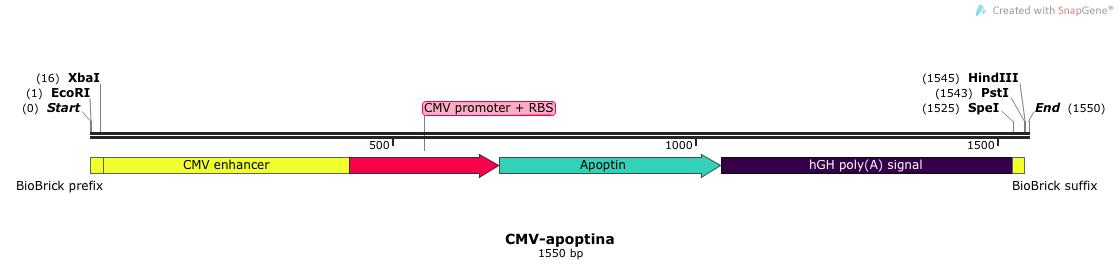 Created with SnapGene®
(16) XbaI
(1) EcoRI
(0) Start
CMV promoter + RBS
(1545) HindIII
(1543) PstI
(1525) SpeI
End (1550)
500
1000
1500
CMV enhancer
Apoptin
hGH poly(A) signal
BioBrick prefix
BioBrick suffix
CMV-apoptina
1550 bp